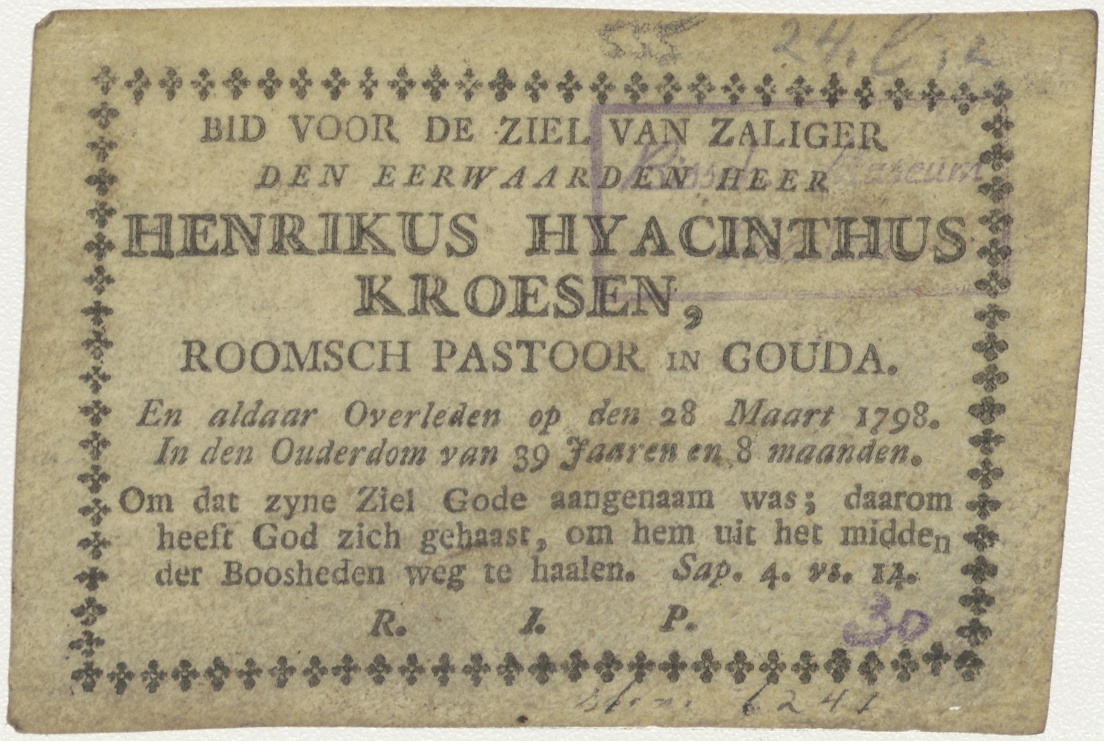 24.
BID VOOR DE ZIEL VAN ZALIGER
Museum
DEN EERWAARDEN HEER
HENRIKUS HYACINTHUS
KROESEN,
ROOMSCH PASTOOR IN GOUDA.
En aldaar Overleden op den 28 Maart 1798.
In den Ouderdom van 39 Jaaren en 8 maanden.
Om dat zyne Ziel Gode aangenaam was; daarom
heeft God zich gehaast, om hem uit het midden
der Boosheden weg te haalen. Sap. 4. vs. 14.
R. I. P.
30
6241